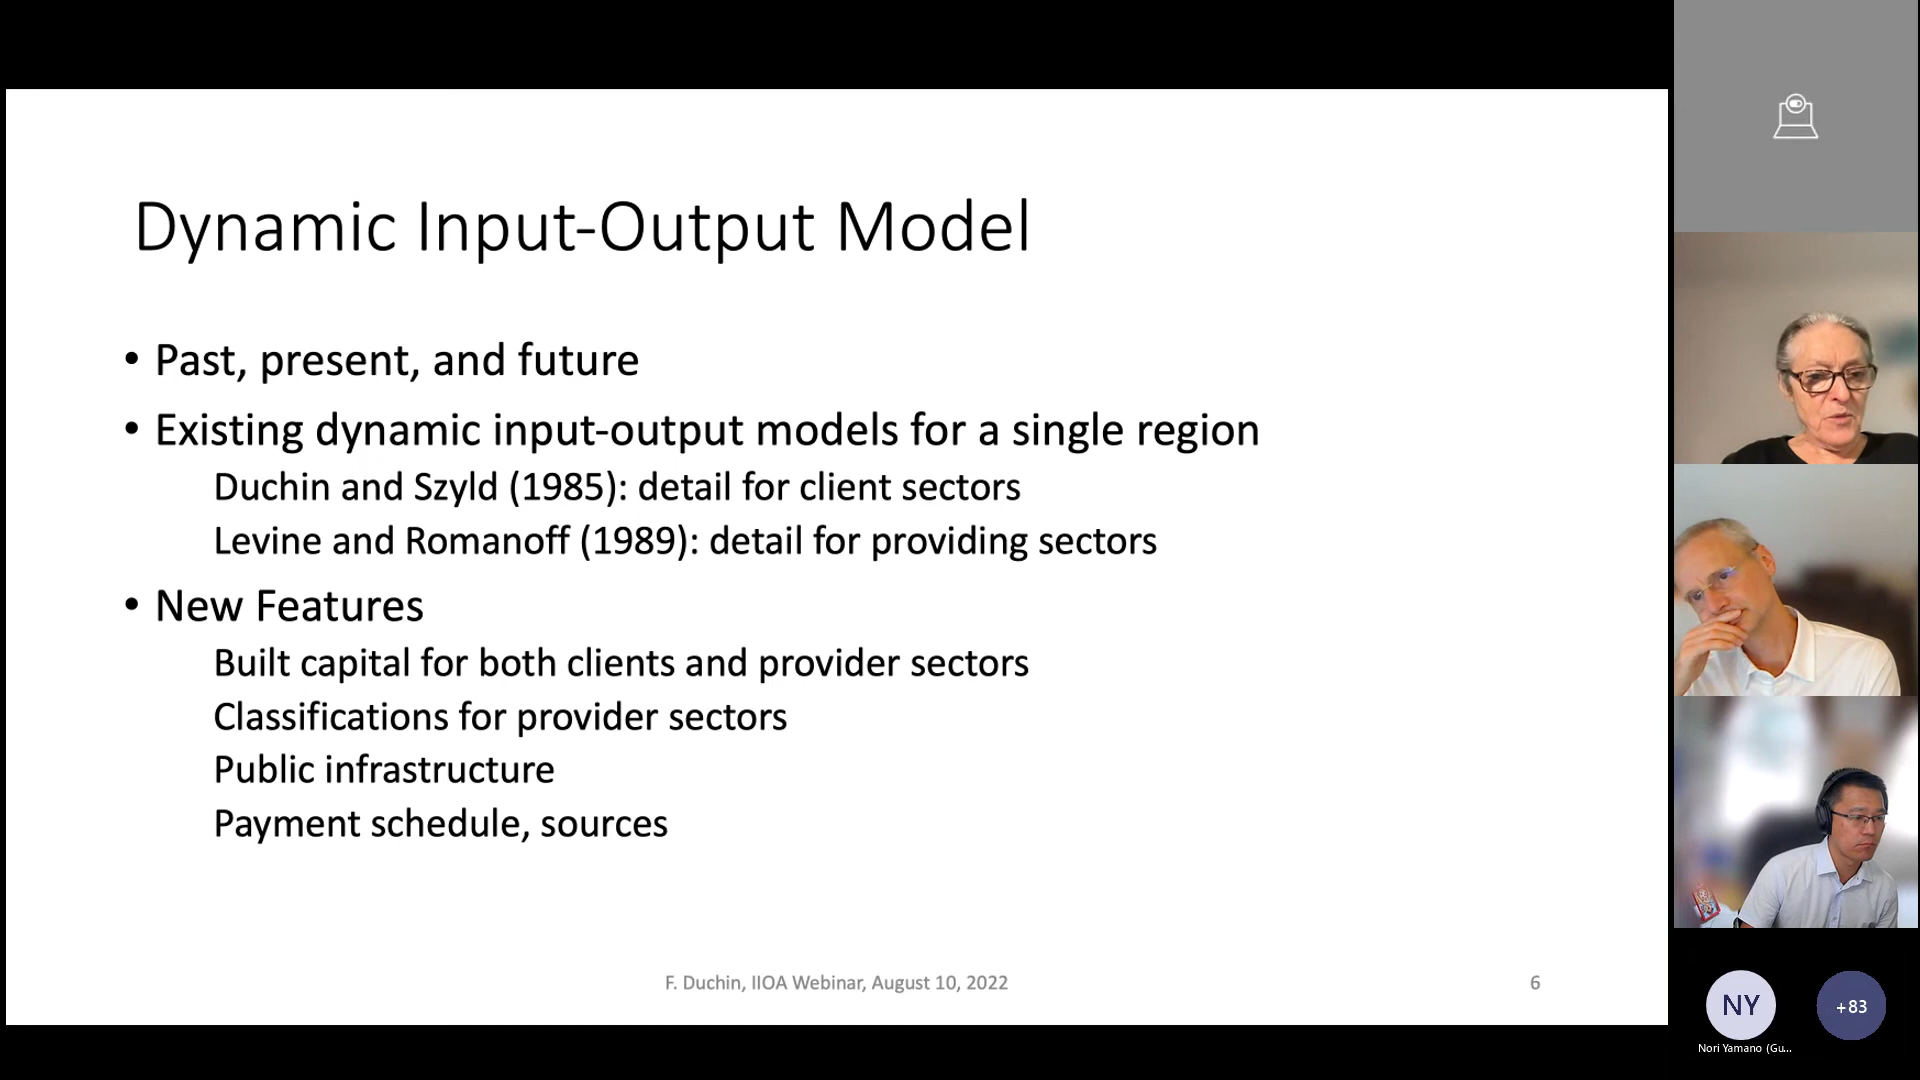 Dynamic Input-Output Model
• Past, present, and future
• Existing dynamic input-output models for a single region
Duchin and Szyld (1985): detail for client sectors
Levine and Romanoff (1989): detail for providing sectors
• New Features
Built capital for both clients and provider sectors
Classifications for provider sectors
Public infrastructure
Payment schedule, sources
F. Duchin, IIOA Webinar, August 10, 2022
6
NY
+83
Nori Yamano (Gu...